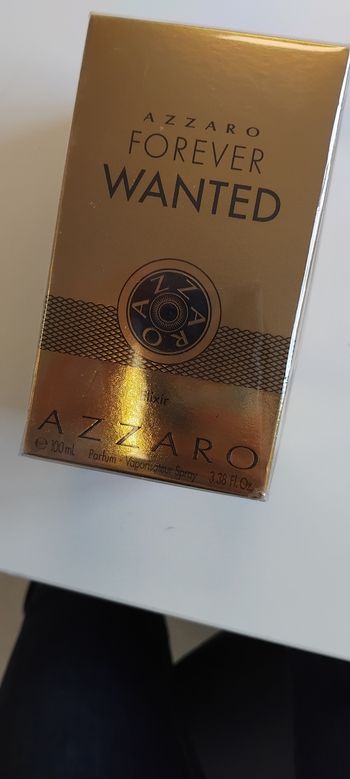 AZZARO
FOREVER
WANTED
AZZARO
Elixir
AZZARO
℮ 100 mL Parfum - Vaporisateur Spray 3.38 Fl.Oz.